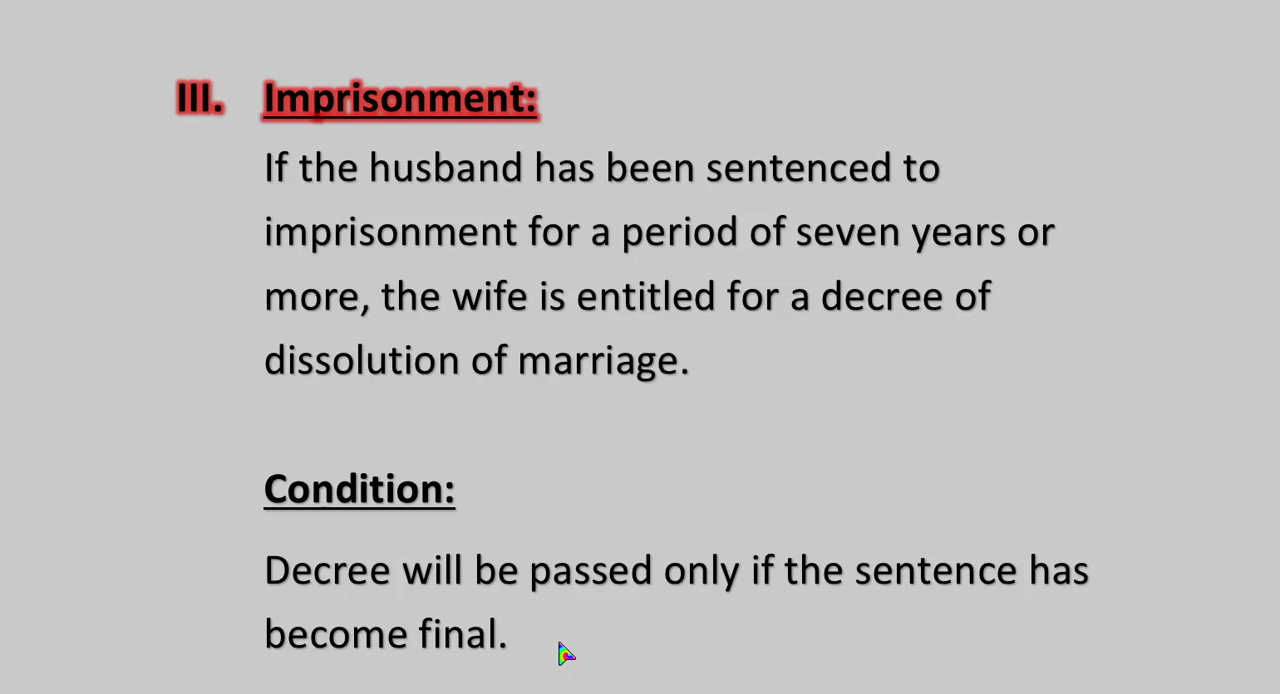 III. Imprisonment:
If the husband has been sentenced to
imprisonment for a period of seven years or
more, the wife is entitled for a decree of
dissolution of marriage.
Condition:
Decree will be passed only if the sentence has
become final.